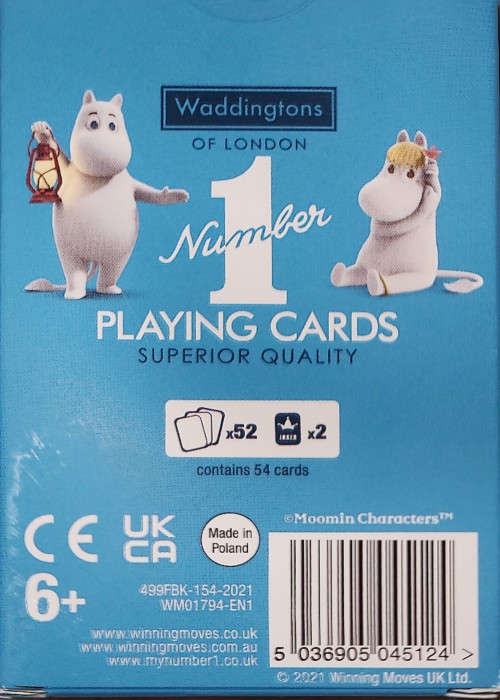 Waddingtons
OF LONDON
Number 1
PLAYING CARDS
SUPERIOR QUALITY
x52
JOKER
x2
contains 54 cards
CE
UK
CA
Made in
Poland
©Moomin Characters™
6+
499FBK-154-2021
WM01794-EN1
www.winningmoves.co.uk
www.winningmoves.com.au
www.mynumber1.co.uk
5 036905 045124 >
© 2021 Winning Moves UK Ltd.